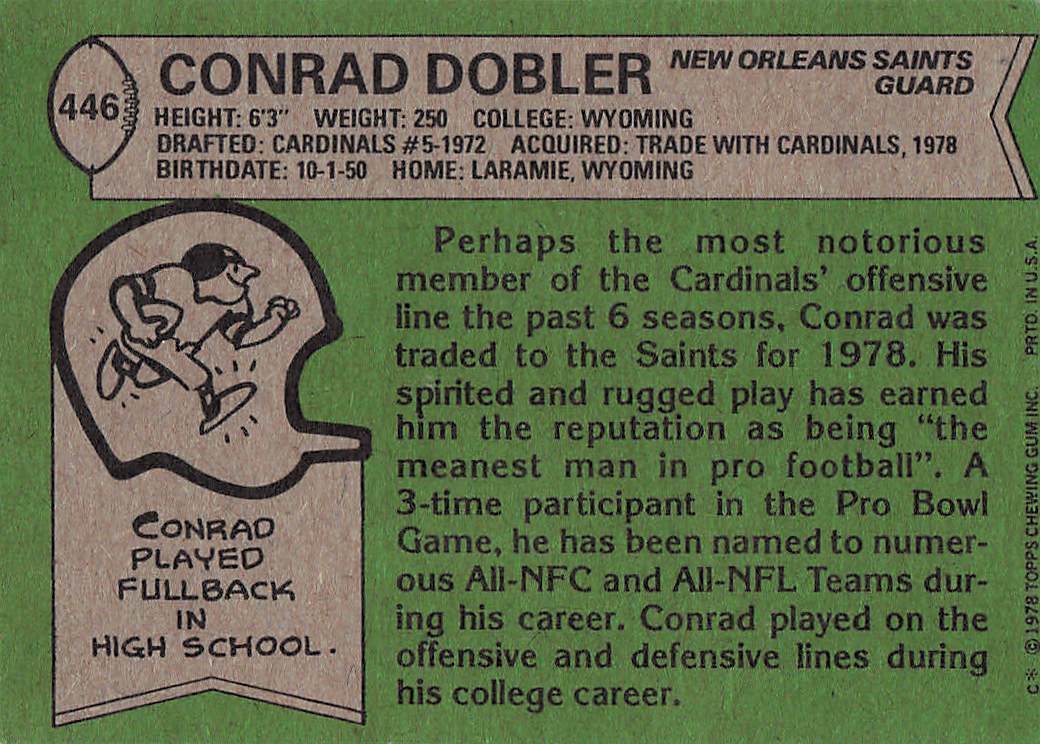 446
CONRAD DOBLER
NEW ORLEANS SAINTS
GUARD
HEIGHT: 6'3" WEIGHT: 250 COLLEGE: WYOMING
DRAFTED: CARDINALS #5-1972 ACQUIRED: TRADE WITH CARDINALS, 1978
BIRTHDATE: 10-1-50 HOME: LARAMIE, WYOMING
CONRAD
PLAYED
FULLBACK
IN
HIGH SCHOOL.
Perhaps the most notorious
member of the Cardinals' offensive
line the past 6 seasons, Conrad was
traded to the Saints for 1978. His
spirited and rugged play has earned
him the reputation as being “the
meanest man in pro football”. A
3-time participant in the Pro Bowl
Game, he has been named to numer-
ous All-NFC and All-NFL Teams dur-
ing his career. Conrad played on the
offensive and defensive lines during
his college career.
C* ©1978 TOPPS CHEWING GUM INC. PRTD. IN U.S.A.